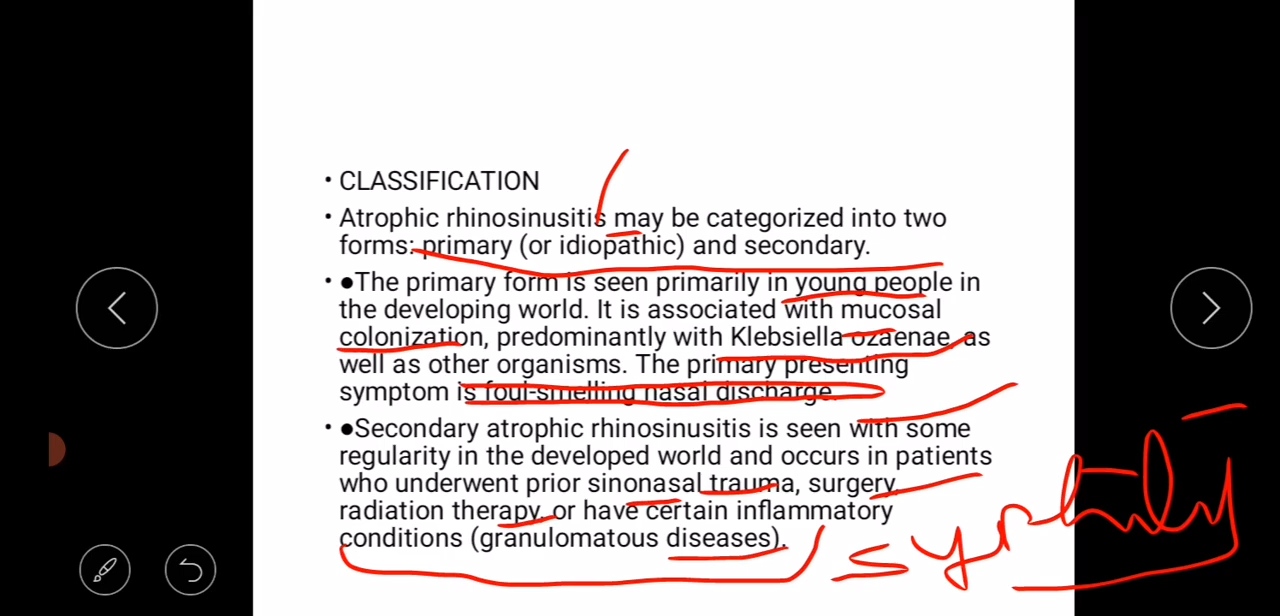 • CLASSIFICATION
• Atrophic rhinosinusitis may be categorized into two
forms: primary (or idiopathic) and secondary.
• ●The primary form is seen primarily in young people in
the developing world. It is associated with mucosal
colonization, predominantly with Klebsiella ozaenae, as
well as other organisms. The primary presenting
symptom is foul-smelling nasal discharge.
• ●Secondary atrophic rhinosinusitis is seen with some
regularity in the developed world and occurs in patients
who underwent prior sinonasal trauma, surgery,
radiation therapy, or have certain inflammatory
conditions (granulomatous diseases).